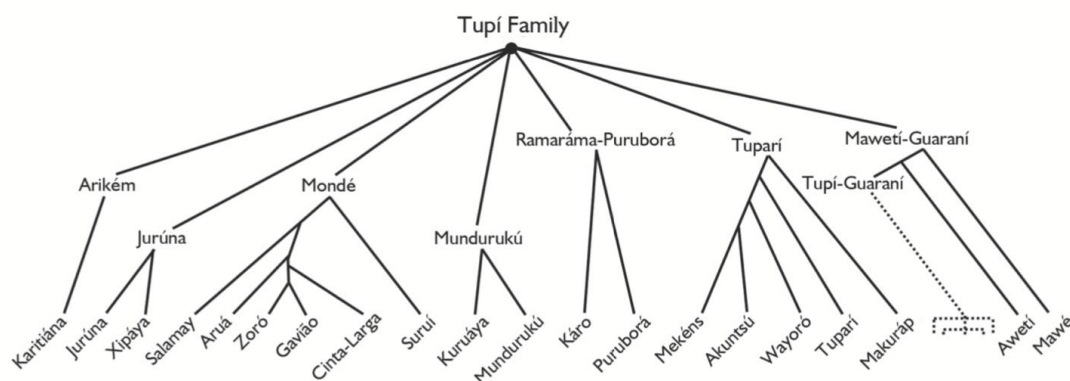 Tupí Family
Ramaráma-Puruborá
Tuparí
Mawetí-Guaraní
Arikém
Mondé
Tupí-Guaraní
Jurúna
Mundurukú
Karitiána
Jurúna
Xipáya
Salamay
Aruá
Zoró
Gavião
Cinta-Larga
Suruí
Kuruáya
Mundurukú
Káro
Puruborá
Mekéns
Akuntsú
Wayoró
Tuparí
Makuráp
Awetí
Mawé